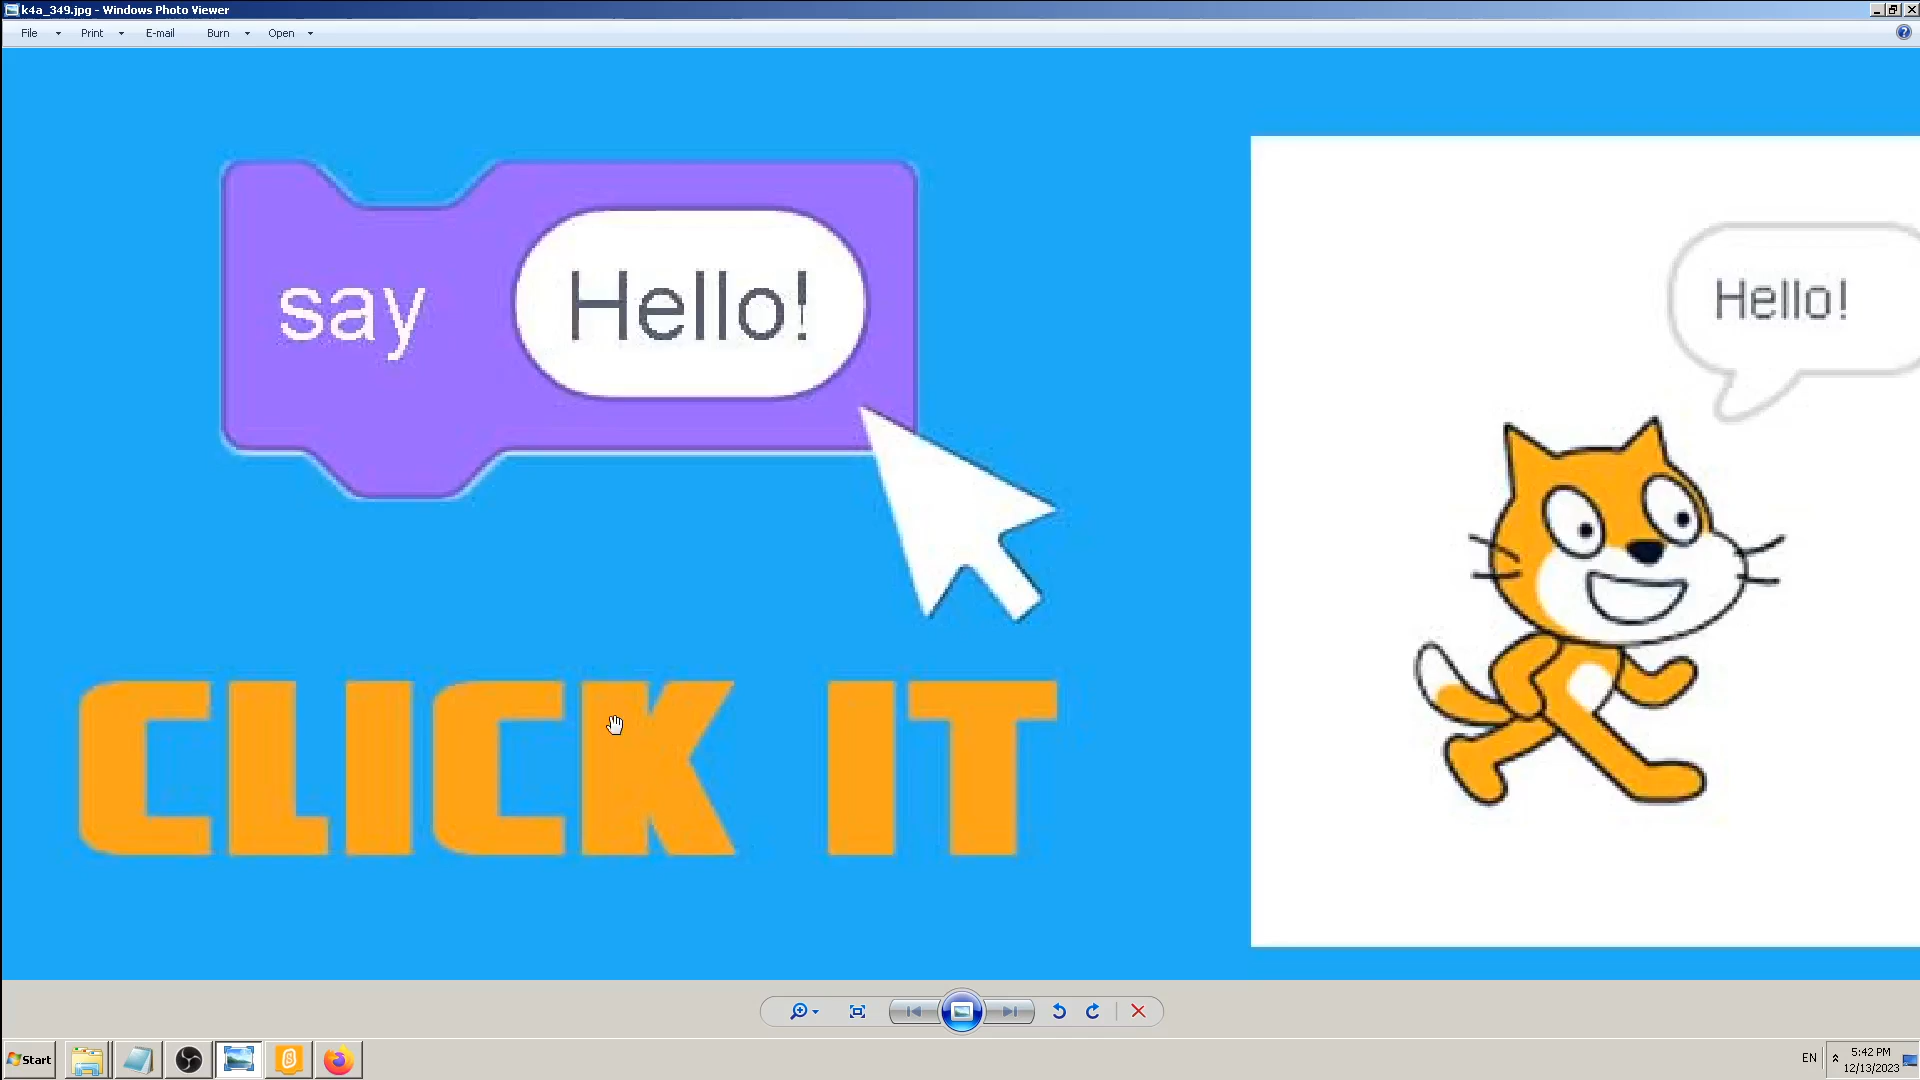 k4a_349.jpg - Windows Photo Viewer
File Print E-mail Burn Open
say Hello!
Hello!
CLICK IT
Start
EN
5:42 PM
12/13/2023